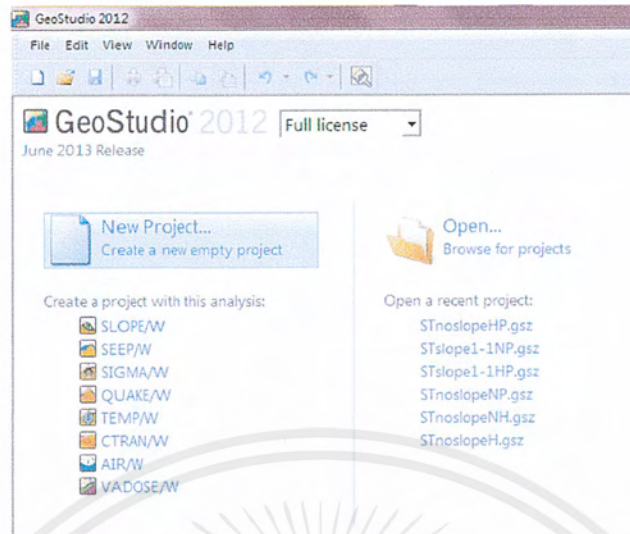 GeoStudio 2012
File Edit View Window Help
GeoStudio 2012 Full license
June 2013 Release
New Project...
Create a new empty project
Create a project with this analysis:
SLOPE/W
SEEP/W
SIGMA/W
QUAKE/W
TEMP/W
CTRAN/W
AIR/W
VADOSE/W
Open...
Browse for projects
Open a recent project:
STnoslopeHP.gsz
STslope1-1NP.gsz
STslope1-1HP.gsz
STnoslopeNP.gsz
STnoslopeNH.gsz
STnoslopeH.gsz